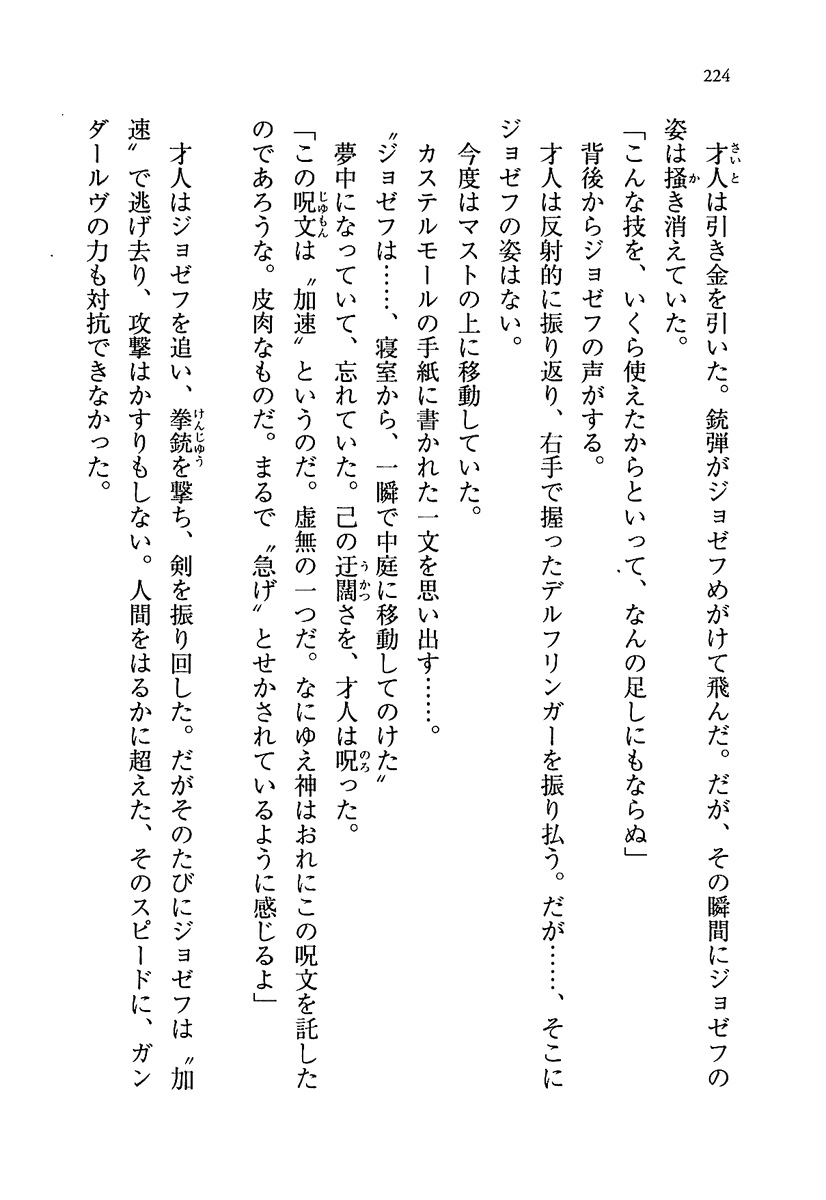 224
才人は引き金を引いた。銃弾がジョゼフめがけて飛んだ。だが、その瞬間にジョゼフの
姿は掻き消えていた。
「こんな技を、いくら使えたからといって、なんの足しにもならぬ」
背後からジョゼフの声がする。
才人は反射的に振り返り、右手で握ったデルフリンガーを振り払う。だが……、そこに
ジョゼフの姿はない。
今度はマストの上に移動していた。
カステルモールの手紙に書かれた一文を思い出す……。
〝ジョゼフは……、寝室から、一瞬で中庭に移動してのけた〟
夢中になっていて、忘れていた。己の迂闊さを、才人は呪った。
「この呪文は〝加速〟というのだ。虚無の一つだ。なにゆえ神はおれにこの呪文を託した
のであろうな。皮肉なものだ。まるで〝急げ〟とせかされているように感じるよ」
才人はジョゼフを追い、拳銃を撃ち、剣を振り回した。だがそのたびにジョゼフは〝加
速〟で逃げ去り、攻撃はかすりもしない。人間をはるかに超えた、そのスピードに、ガン
ダールヴの力も対抗できなかった。